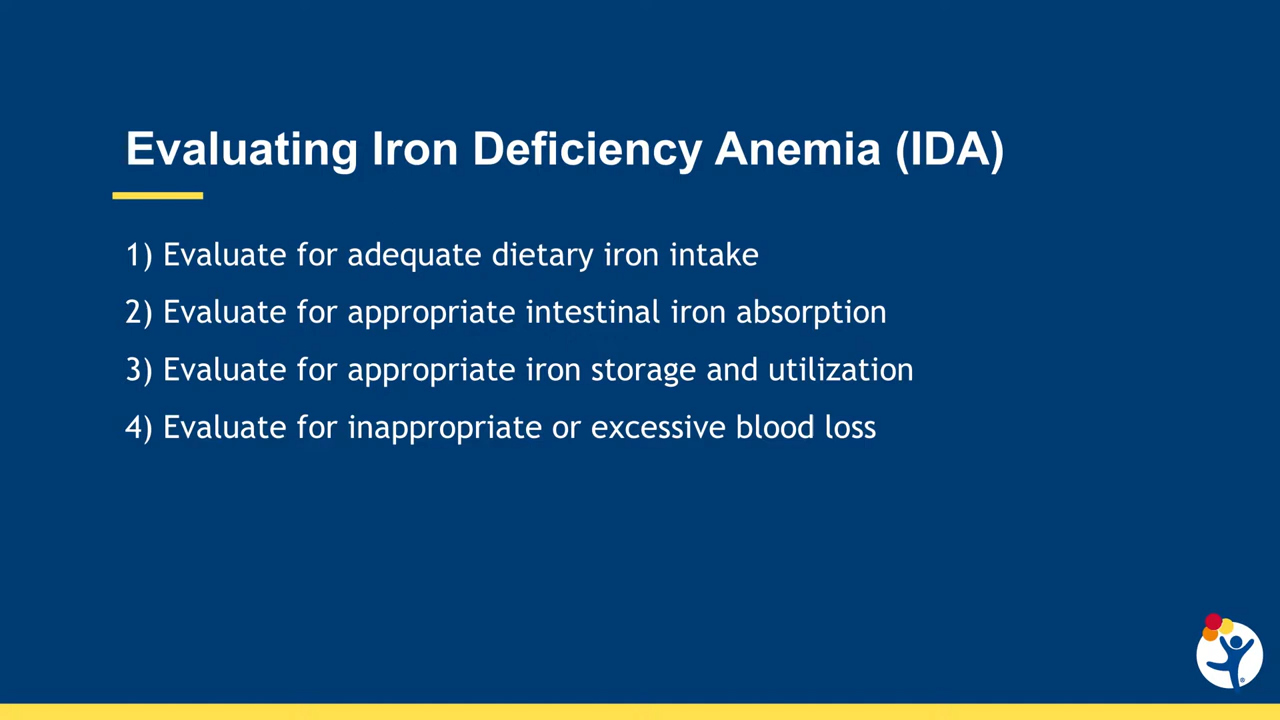 Evaluating Iron Deficiency Anemia (IDA)
1) Evaluate for adequate dietary iron intake
2) Evaluate for appropriate intestinal iron absorption
3) Evaluate for appropriate iron storage and utilization
4) Evaluate for inappropriate or excessive blood loss
®